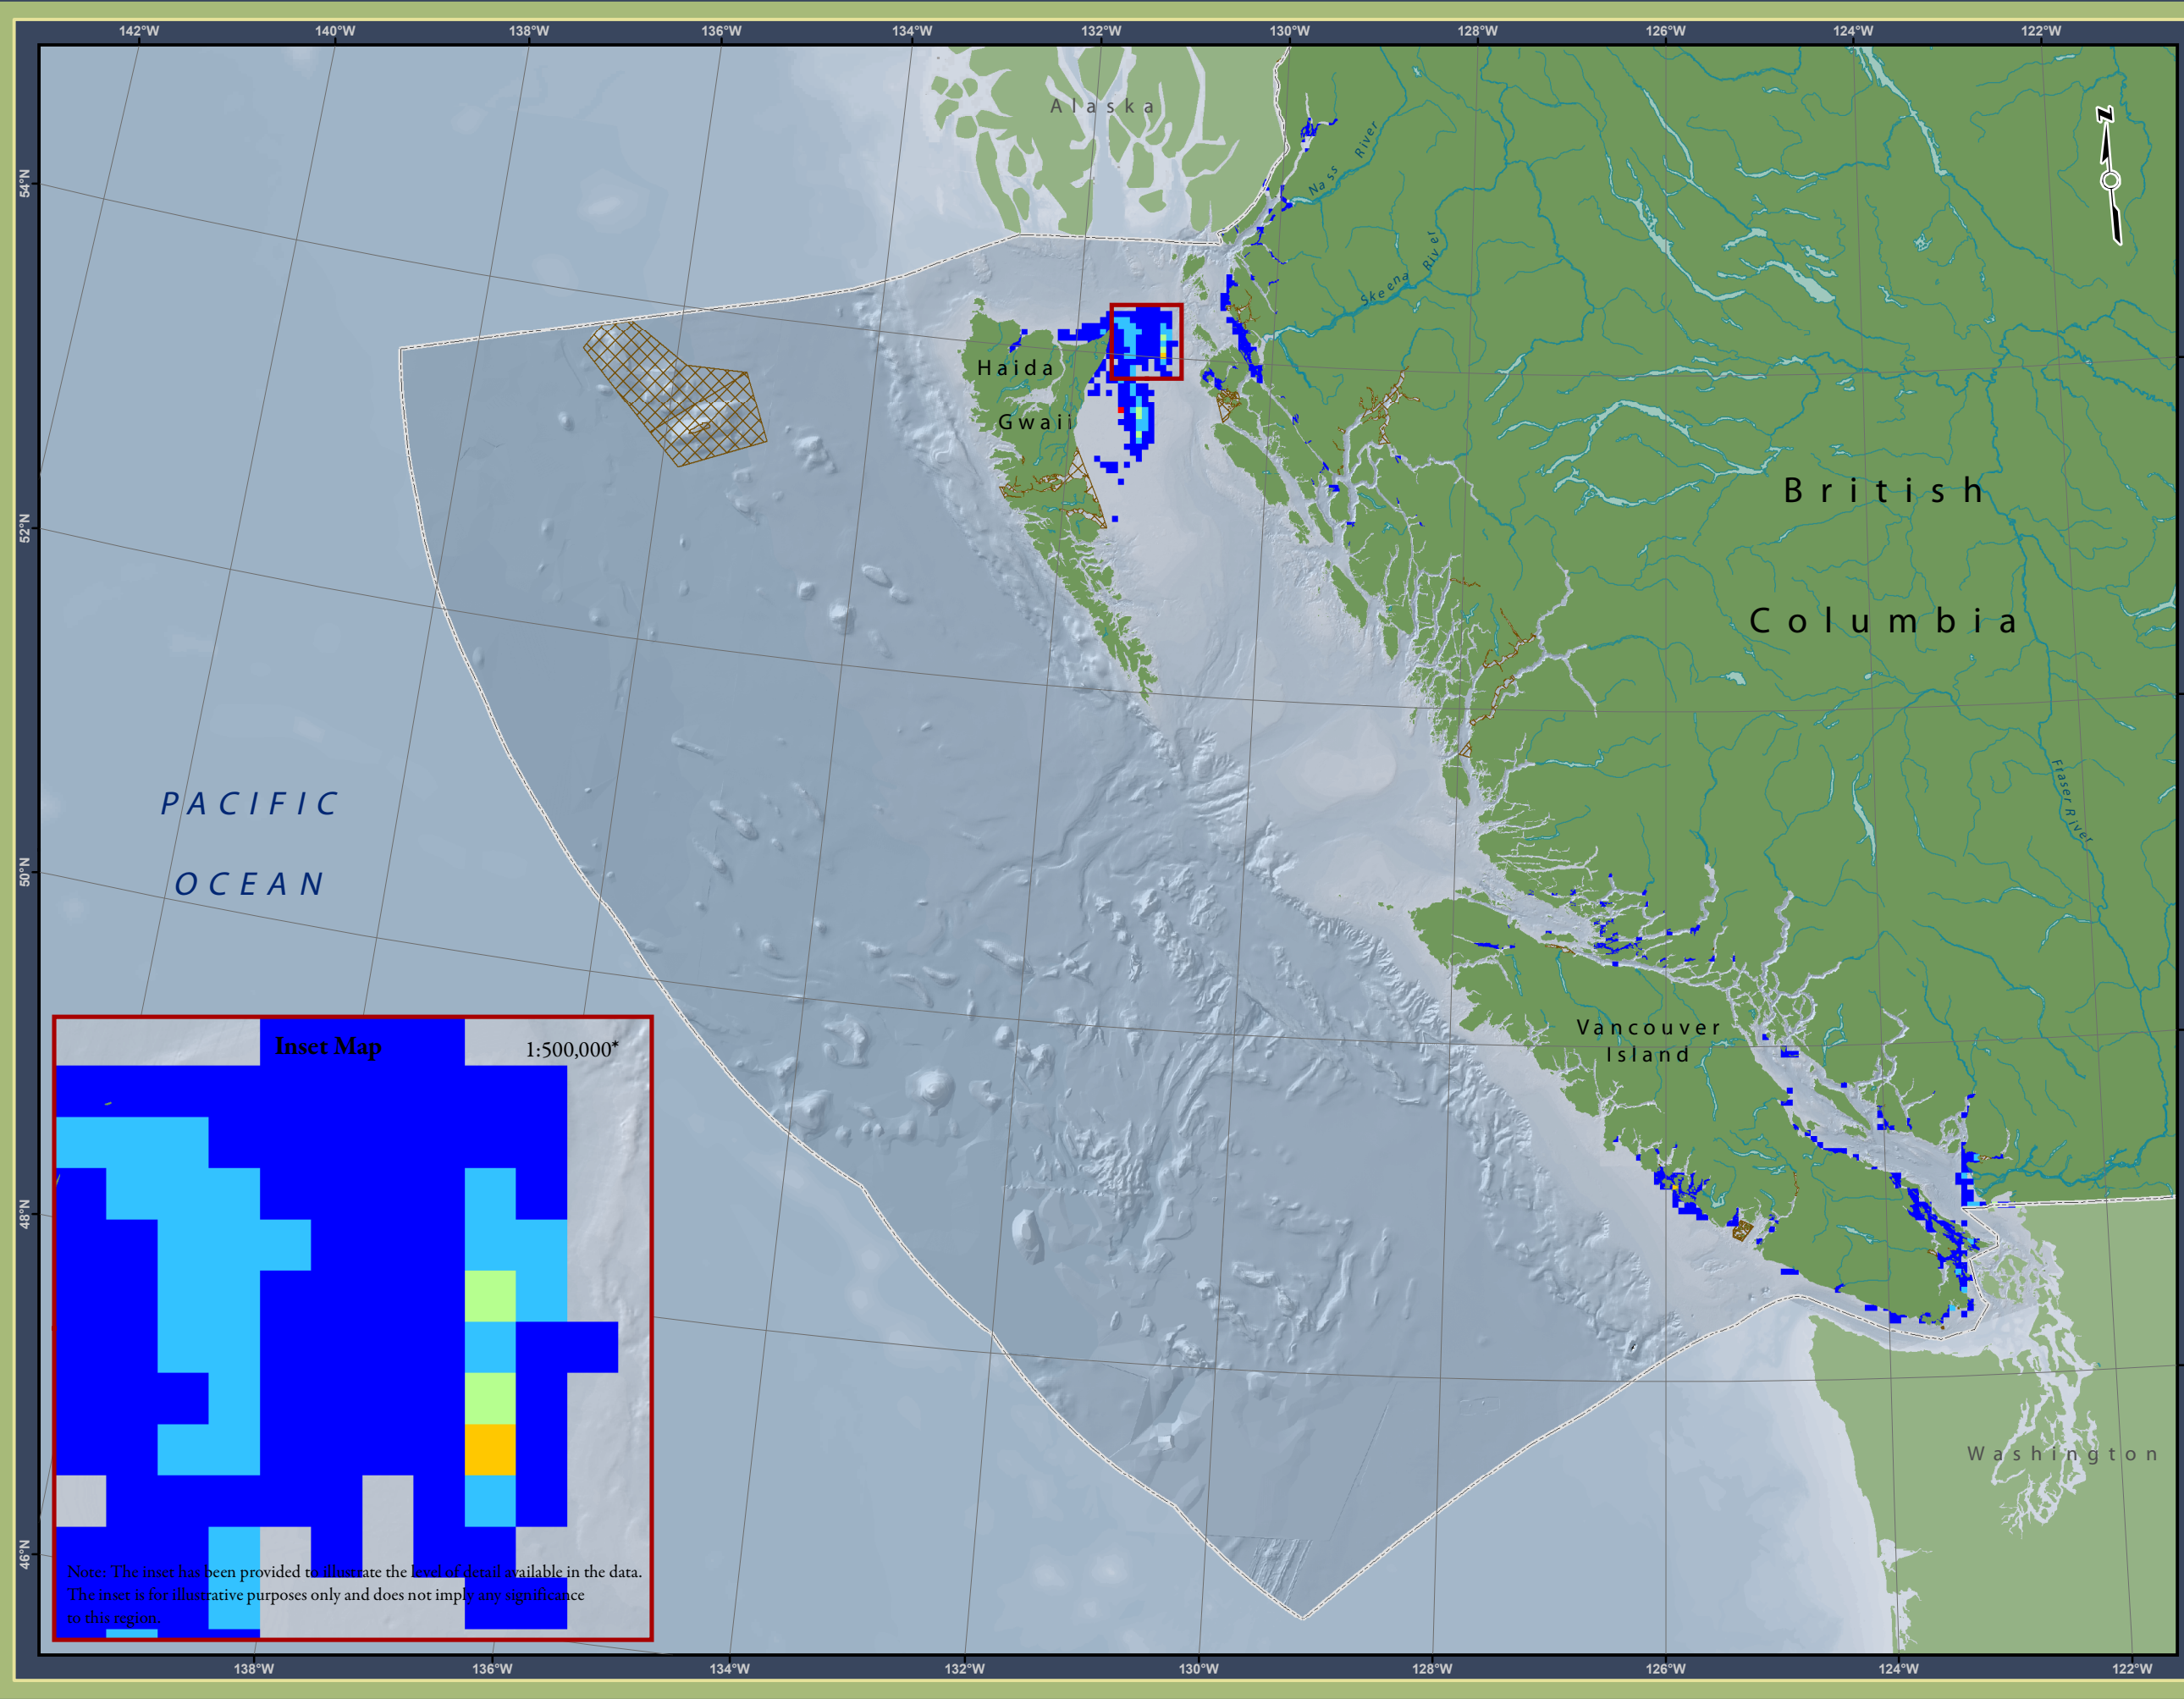 142°W 140°W 138°W 136°W 134°W 132°W 130°W 128°W 126°W 124°W 122°W
Alaska
N
Nass River
54°N
Skeena River
Haida
Gwaii
British
52°N
Columbia
PACIFIC
Fraser River
50°N
OCEAN
Vancouver
Island
Inset Map
1:500,000*
48°N
Washington
46°N
Note: The inset has been provided to illustrate the level of detail available in the data.
The inset is for illustrative purposes only and does not imply any significance
to this region.
138°W 136°W 134°W 132°W 130°W 128°W 126°W 124°W 122°W